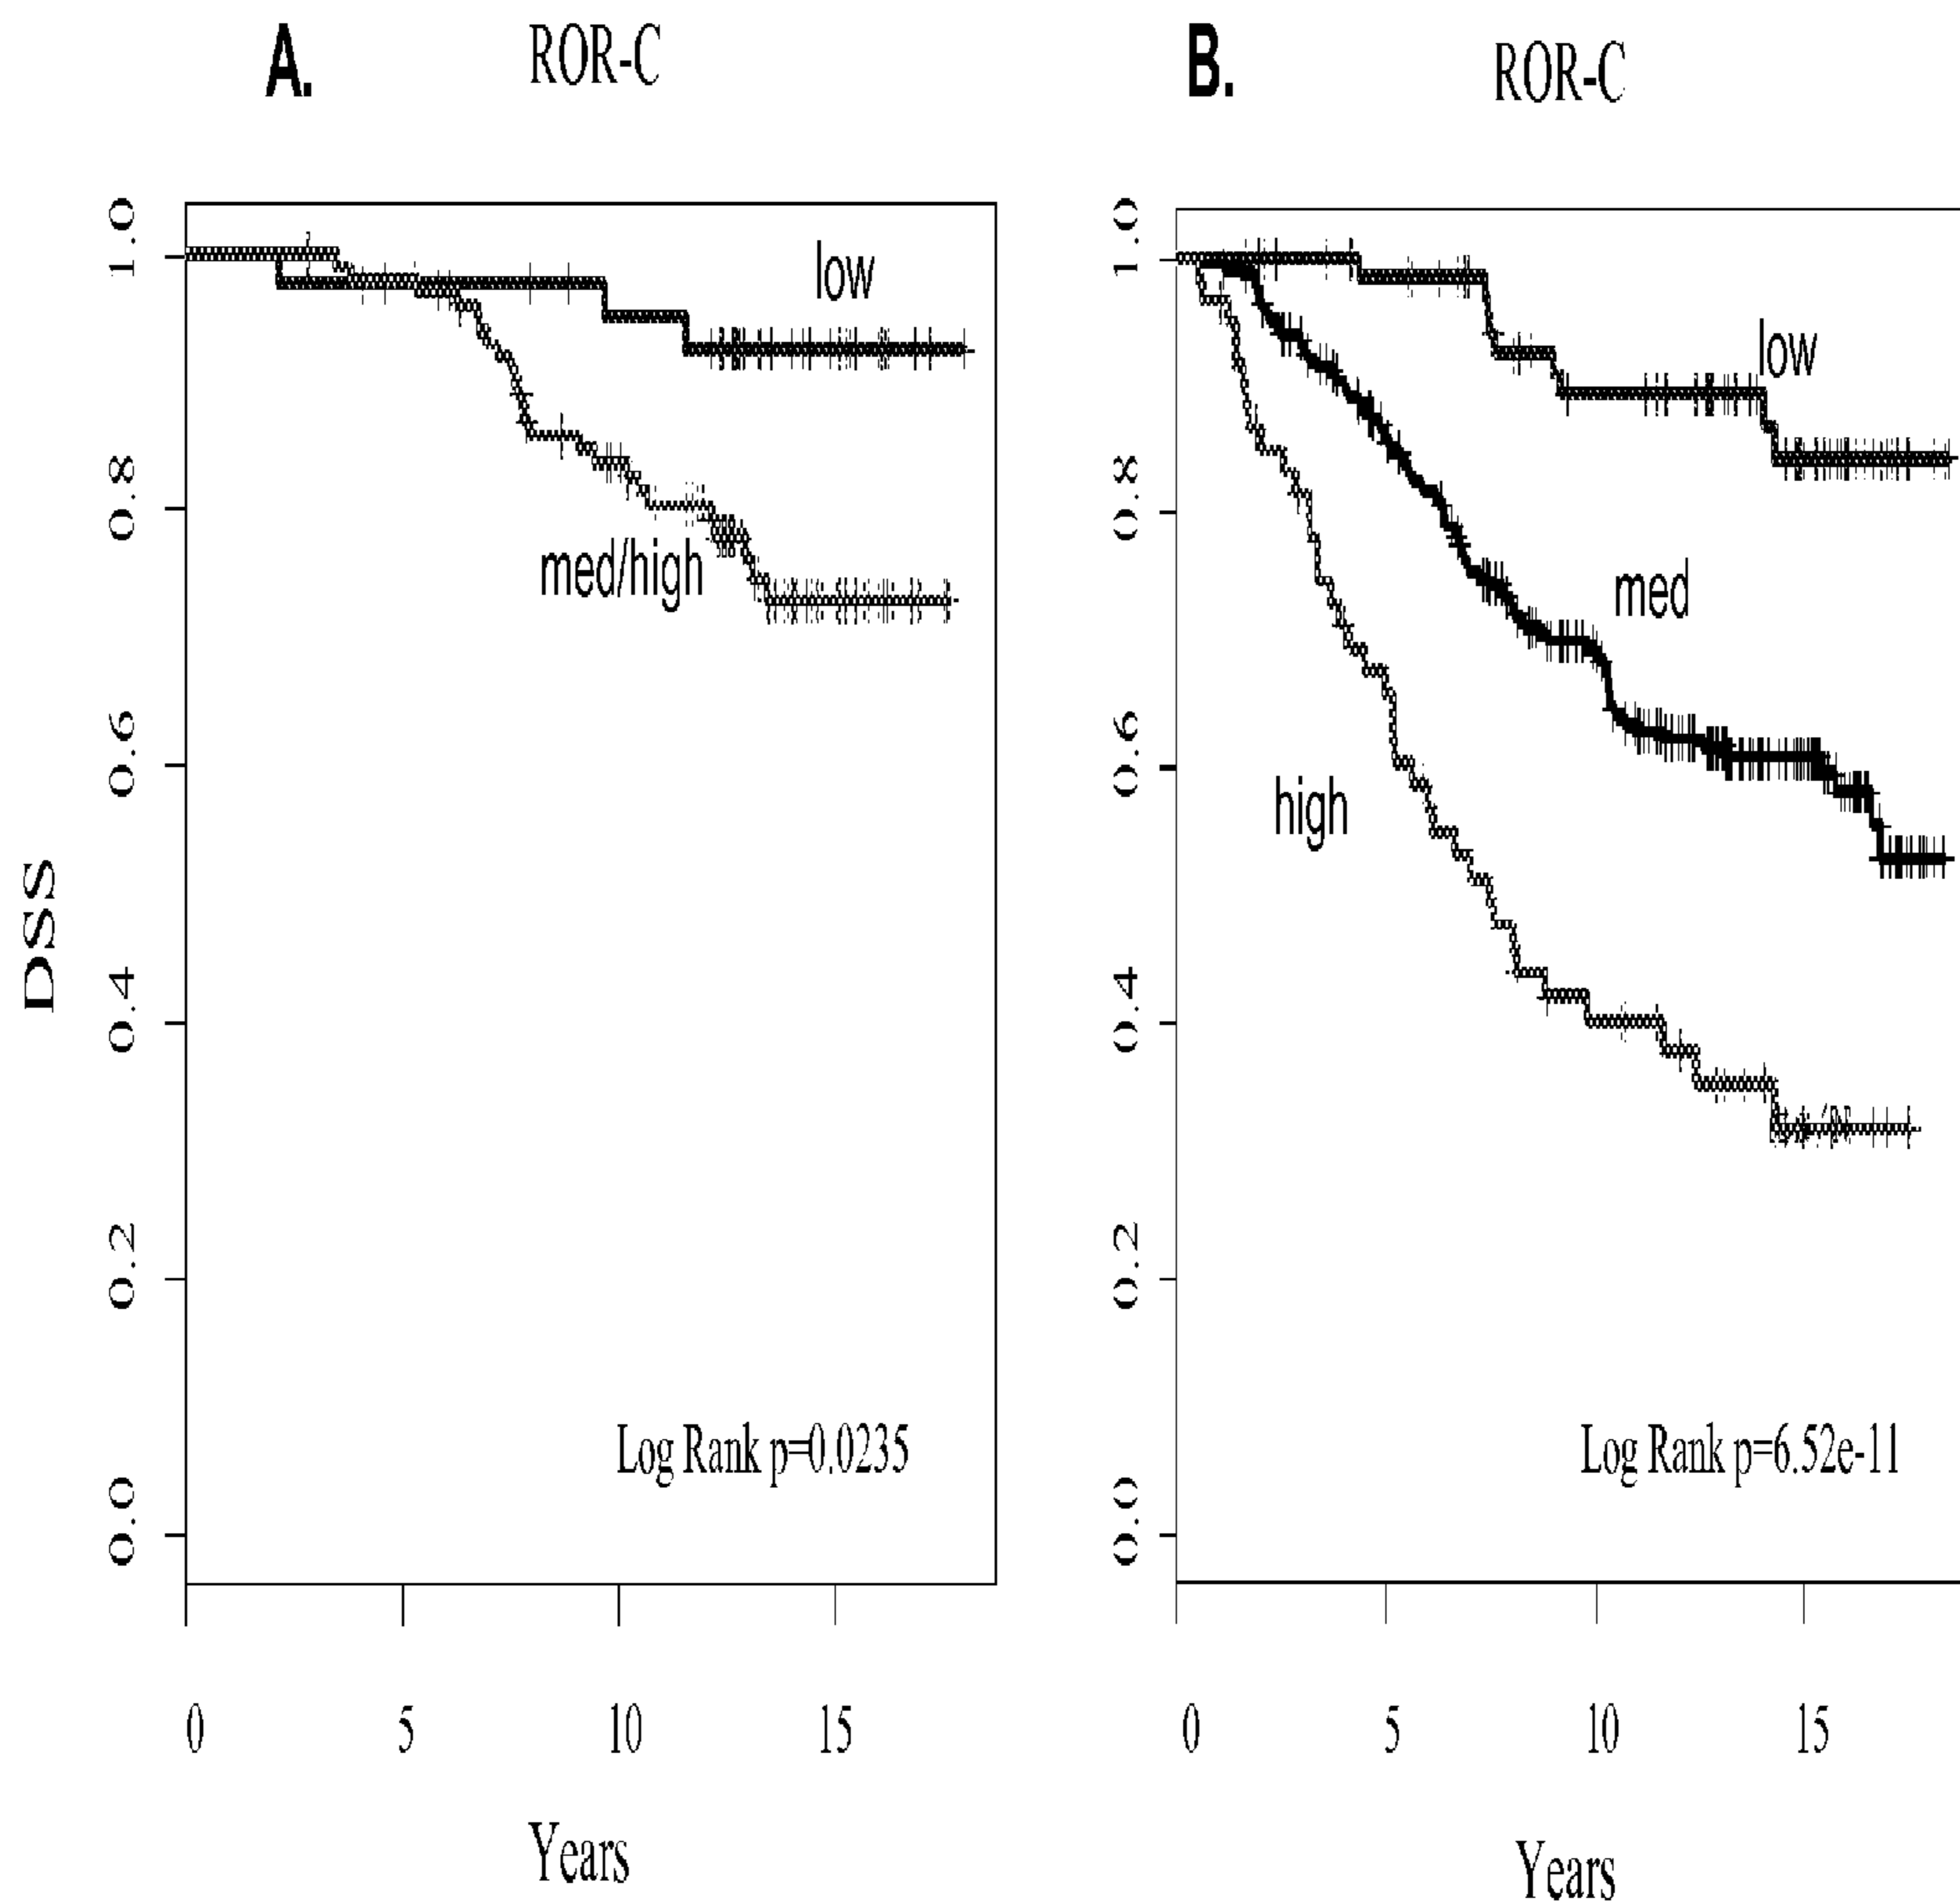 A.
ROR-C
DSS
1.0
0.8
0.6
0.4
0.2
0.0
low
med/high
Log Rank p=0.0235
0 5 10 15
Years
B.
ROR-C
1.0
0.8
0.6
0.4
0.2
0.0
low
med
high
Log Rank p=6.52e-11
0 5 10 15
Years